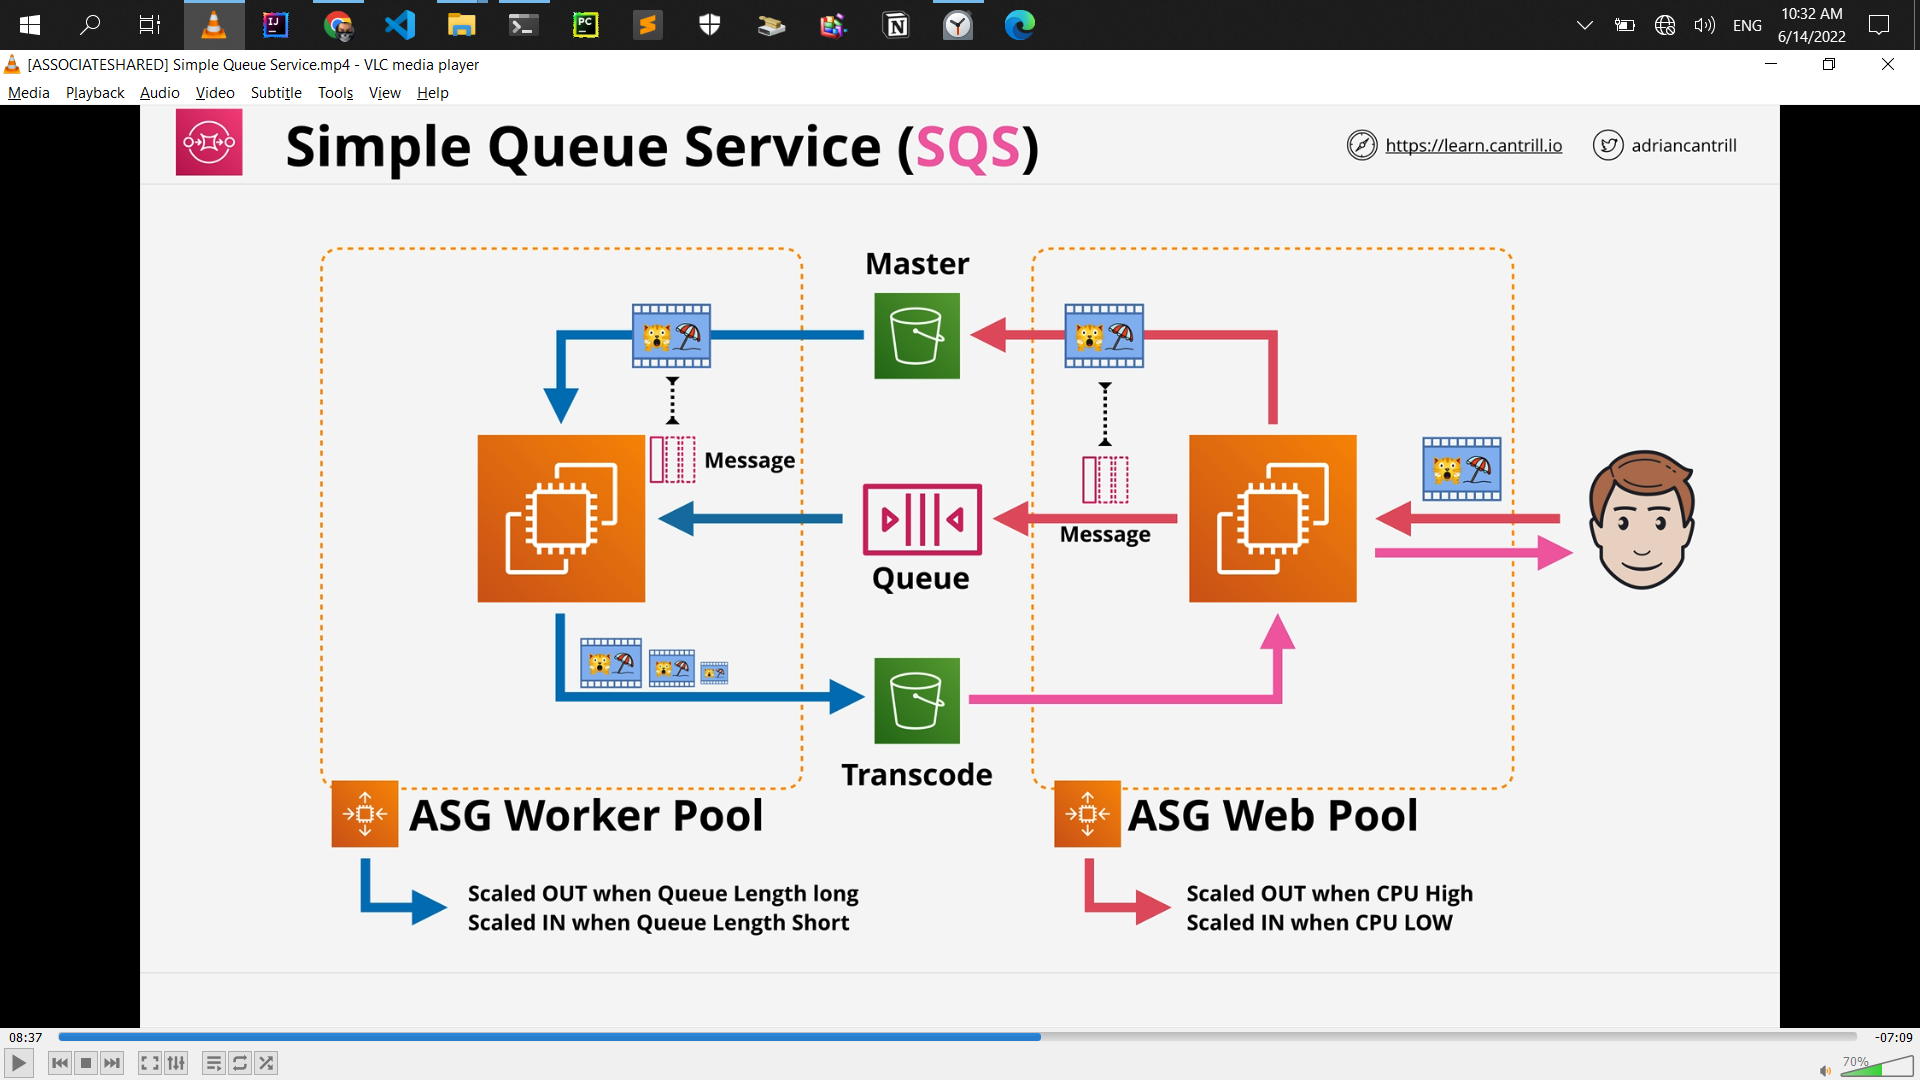 IJ
PC
N
ENG
10:32 AM
6/14/2022
[ASSOCIATESHARED] Simple Queue Service.mp4 - VLC media player
Media Playback Audio Video Subtitle Tools View Help
Simple Queue Service (SQS)
https://learn.cantrill.io
adriancantrill
Master
Message
Message
Queue
Transcode
ASG Worker Pool
ASG Web Pool
Scaled OUT when Queue Length long
Scaled IN when Queue Length Short
Scaled OUT when CPU High
Scaled IN when CPU LOW
08:37
-07:09
70%